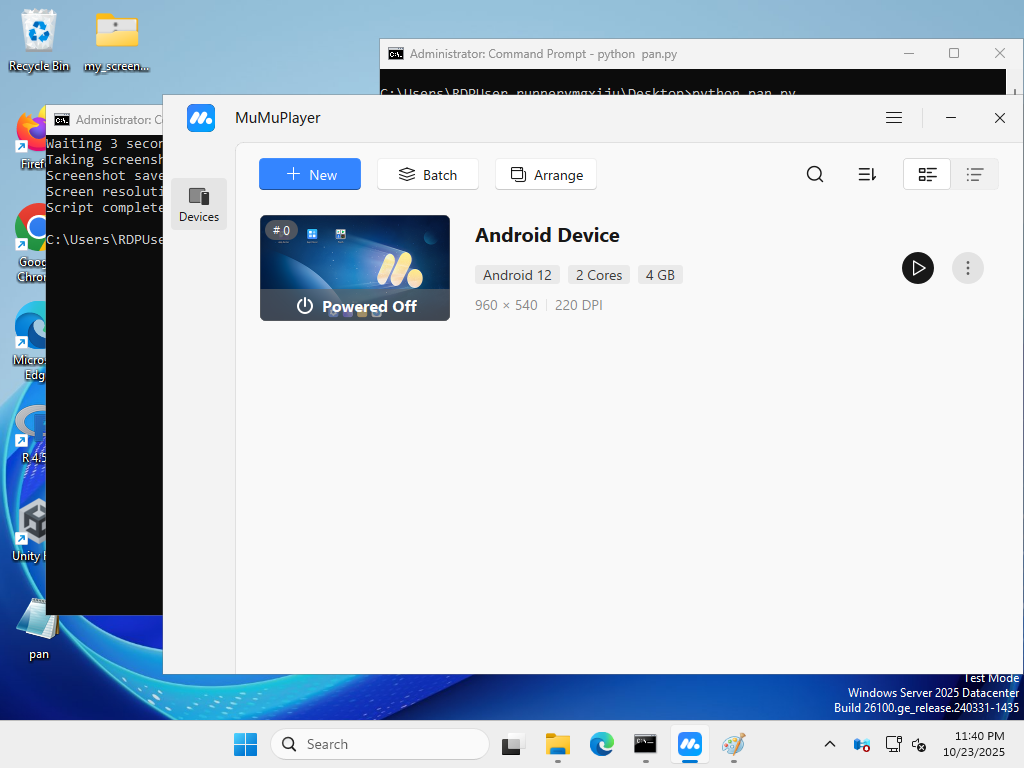 Recycle Bin
my_screen...
Administrator: Command Prompt - python pan.py
C:\Users\RDPUser_runnervmgxiju\Desktop>python pan.py
Administrator: C
Waiting 3 secon
Taking screensh
Screenshot save
Screen resoluti
Script complete
C:\Users\RDPUse
MuMuPlayer
New
Batch
Arrange
Devices
# 0
Powered Off
Android Device
Android 12
2 Cores
4 GB
960 × 540
220 DPI
Firef
Goog
Chron
Micros
Edg
R 4.5
Unity H
pan
Test Mode
Windows Server 2025 Datacenter
Build 26100.ge_release.240331-1435
Search
11:40 PM
10/23/2025